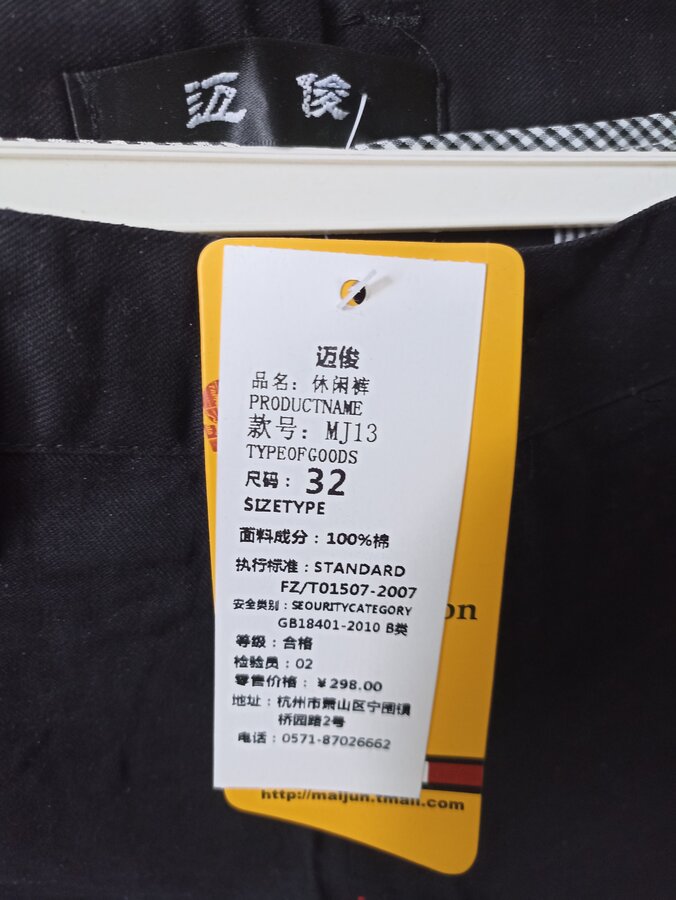 迈 陵
迈俊
品名：休闲裤
PRODUCTNAME
款号：MJ13
TYPEOFGOODS
尺码：32
SIZETYPE
面料成分：100%棉
执行标准：STANDARD
FZ/T01507-2007
安全类别：SEOURITYCATEGORY
GB18401-2010 B类
等级：合格
检验员：02
零售价格：￥298.00
地址：杭州市萧山区宁围镇
桥园路2号
电话：0571-87026662
on
http://maijun.tmall.com